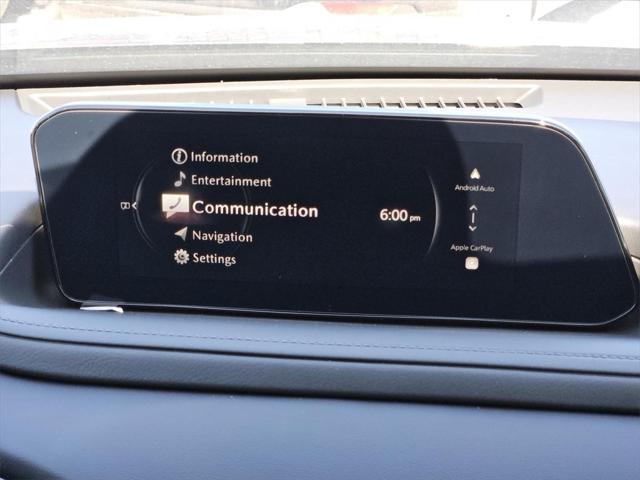 Information
Entertainment
Communication
6:00 pm
Navigation
Settings
Android Auto
Apple CarPlay